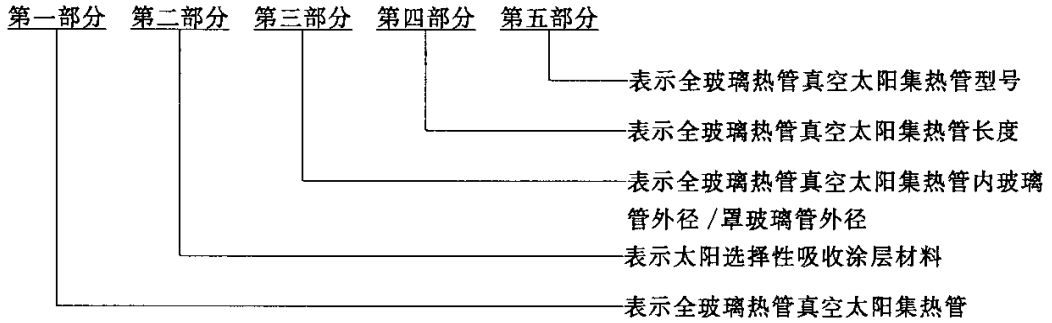 第一部分 第二部分 第三部分 第四部分 第五部分
表示全玻璃热管真空太阳集热管型号
表示全玻璃热管真空太阳集热管长度
表示全玻璃热管真空太阳集热管内玻璃
管外径/罩玻璃管外径
表示太阳选择性吸收涂层材料
表示全玻璃热管真空太阳集热管